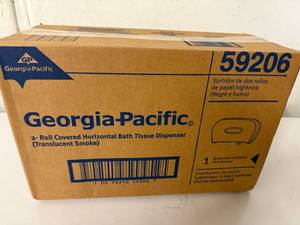 GP
Georgia-Pacific
59206
Surtidor de dos rollos
de papel higiénico
(Negro y humo)
Georgia-Pacific®
2- Roll Covered Horizontal Bath Tissue Dispenser
(Translucent Smoke)
1